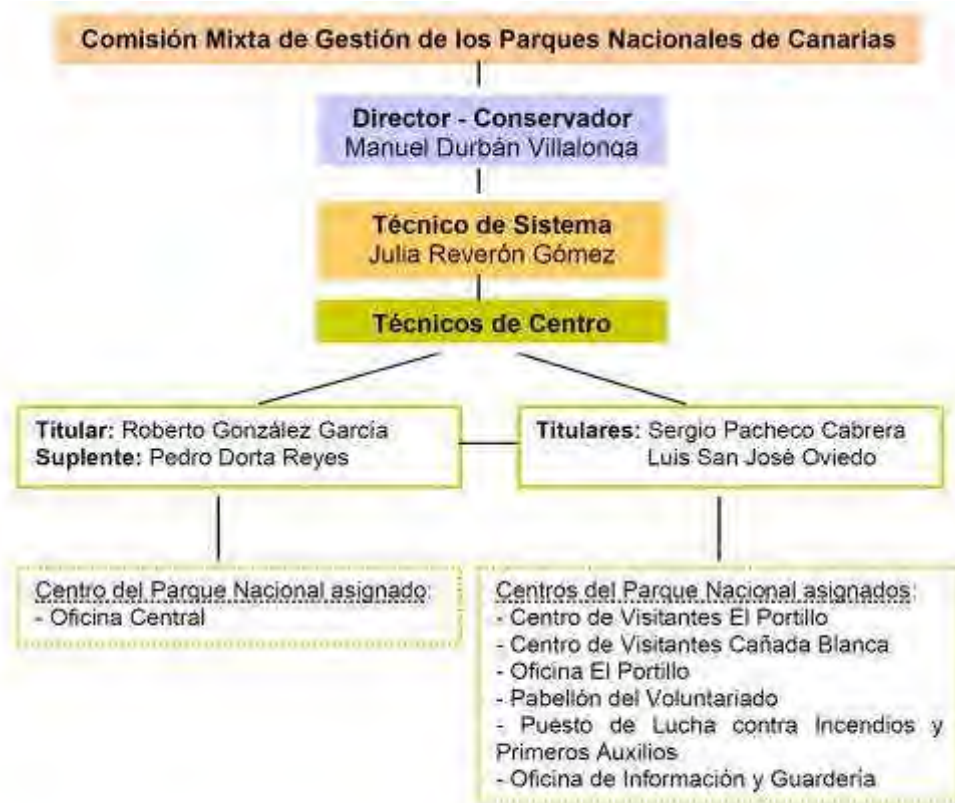 Comisión Mixta de Gestión de los Parques Nacionales de Canarias
Director - Conservador
Manuel Durbán Villalonga
Técnico de Sistema
Julia Reverón Gómez
Técnicos de Centro
Titular: Roberto González García
Suplente: Pedro Dorta Reyes
Titulares: Sergio Pacheco Cabrera
Luis San José Oviedo
Centro del Parque Nacional asignado:
- Oficina Central
Centros del Parque Nacional asignados:
- Centro de Visitantes El Portillo
- Centro de Visitantes Cañada Blanca
- Oficina El Portillo
- Pabellón del Voluntariado
- Puesto de Lucha contra Incendios y
Primeros Auxilios
- Oficina de Información y Guardería